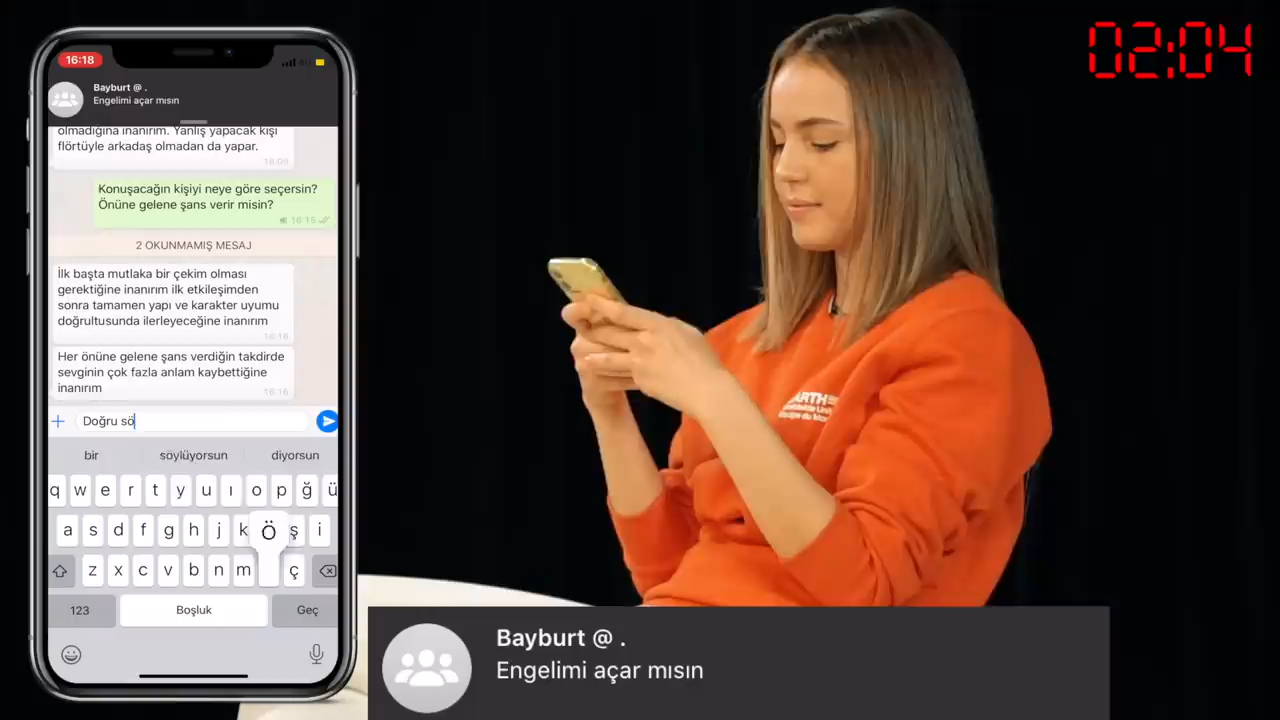 02:04
16:18
Bayburt @ .
Engelimi açar mısın
olmadığına inanırım. Yanlış yapacak kişi
flörtüyle arkadaş olmadan da yapar.
16:09
Konuşacağın kişiyi neye göre seçersin?
Önüne gelene şans verir misin?
16:15
2 OKUNMAMIŞ MESAJ
İlk başta mutlaka bir çekim olması
gerektiğine inanırım ilk etkileşimden
sonra tamamen yapı ve karakter uyumu
doğrultusunda ilerleyeceğine inanırım
16:16
Her önüne gelene şans verdiğin takdirde
sevginin çok fazla anlam kaybettiğine
inanırım
16:16
Doğru sö
bir söylüyorsun diyorsun
q w e r t y u ı o p ğ ü
a s d f g h j k Ö ş i
z x c v b n m ç
123 Boşluk Geç
Bayburt @ .
Engelimi açar mısın